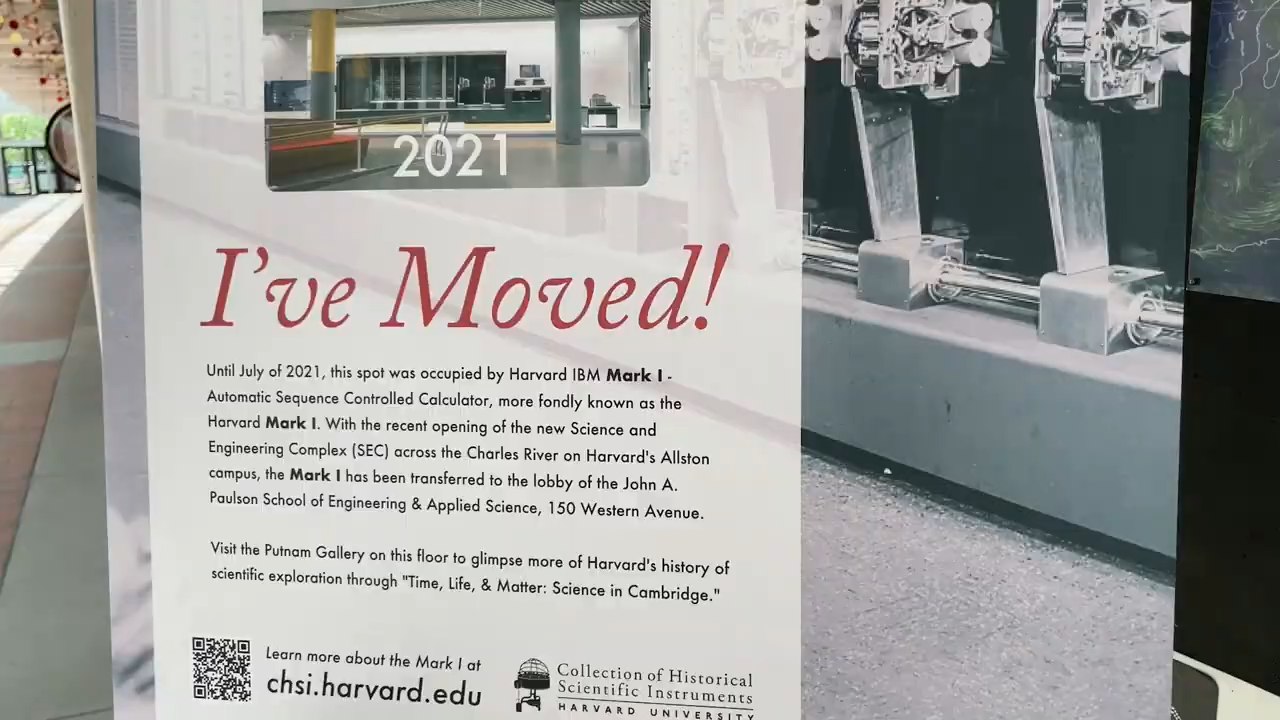 2021
I've Moved!
Until July of 2021, this spot was occupied by Harvard IBM Mark I -
Automatic Sequence Controlled Calculator, more fondly known as the
Harvard Mark I. With the recent opening of the new Science and
Engineering Complex (SEC) across the Charles River on Harvard's Allston
campus, the Mark I has been transferred to the lobby of the John A.
Paulson School of Engineering & Applied Science, 150 Western Avenue.
Visit the Putnam Gallery on this floor to glimpse more of Harvard's history of
scientific exploration through "Time, Life, & Matter: Science in Cambridge."
Learn more about the Mark I at
chsi.harvard.edu
Collection of Historical
Scientific Instruments
HARVARD UNIVERSITY